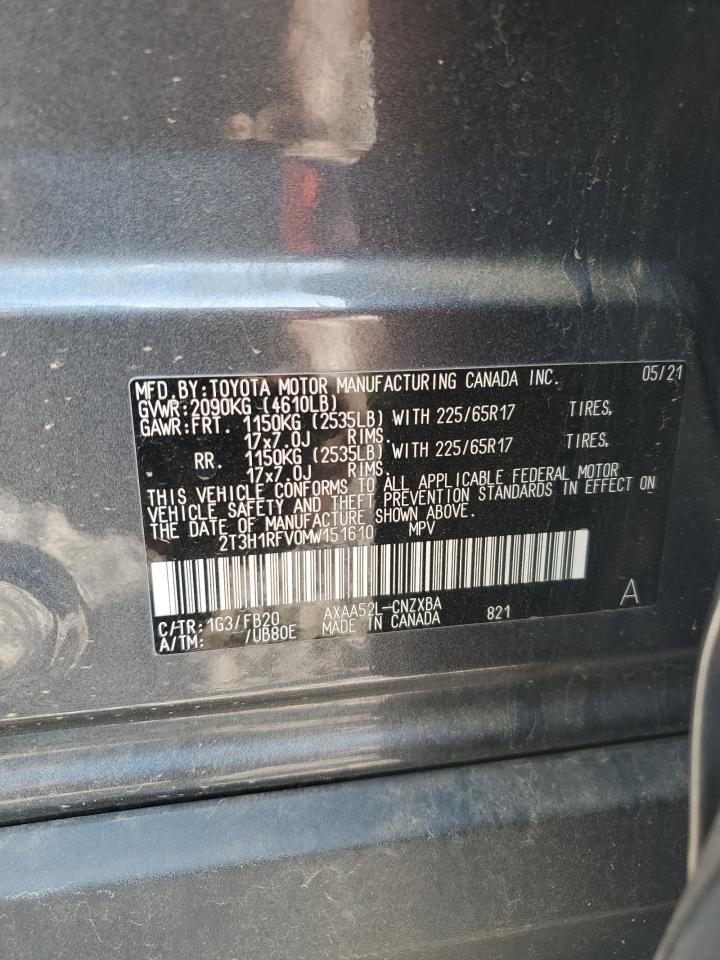 MFD.BY:TOYOTA MOTOR MANUFACTURING CANADA INC. 05/21
GVWR:2090KG (4610LB)
GAWR:FRT. 1150KG (2535LB) WITH 225/65R17 TIRES,
17x7.0J RIMS.
RR. 1150KG (2535LB) WITH 225/65R17 TIRES,
17x7.0J RIMS.
THIS VEHICLE CONFORMS TO ALL APPLICABLE FEDERAL MOTOR
VEHICLE SAFETY AND THEFT PREVENTION STANDARDS IN EFFECT ON
THE DATE OF MANUFACTURE SHOWN ABOVE.
2T3H1RFV0MW151610 MPV
C/TR:1G3/FB20 AXAA52L-CNZXBA 821 A
A/TM: /UB80E MADE IN CANADA